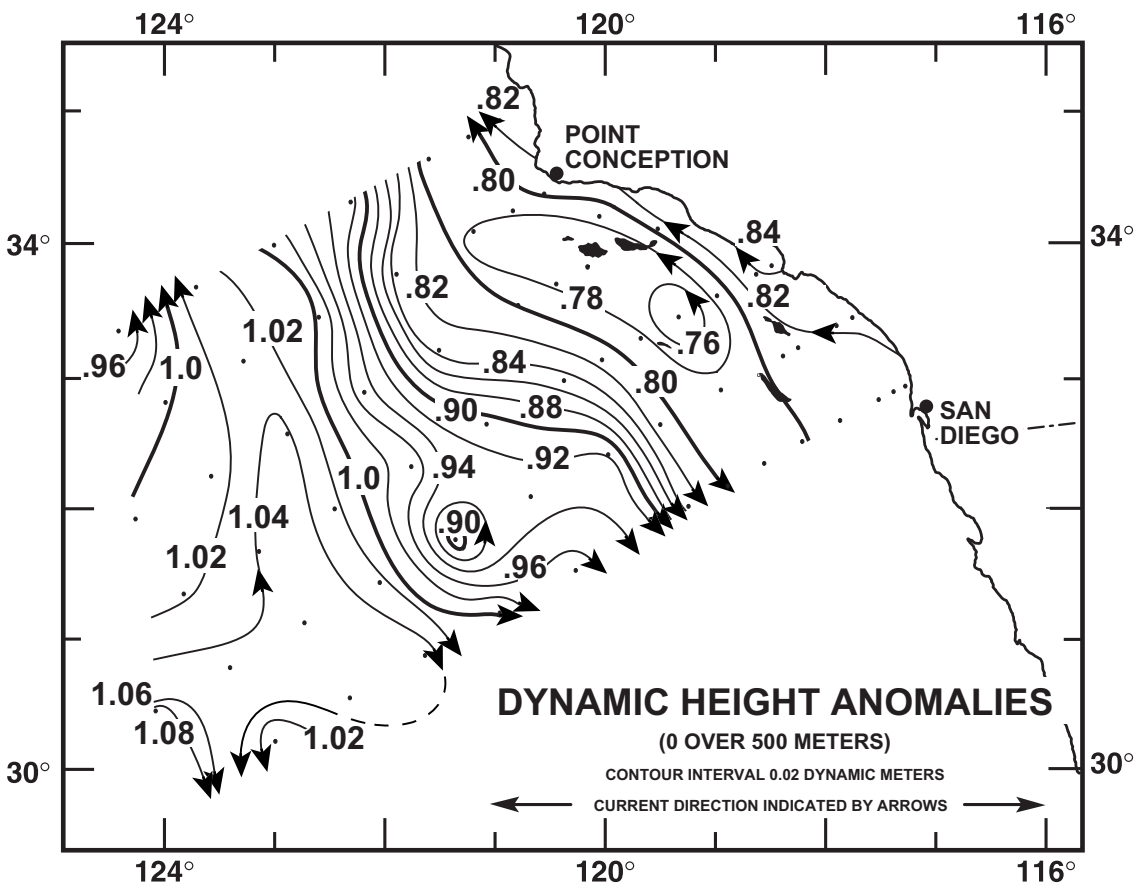 124° 120° 116°
.82
POINT
CONCEPTION
.80
34° .84 34°
.82 .78 .82
1.02
.96 1.0 .84 .76
.80
.90 .88
SAN
DIEGO
.94 .92
1.0
1.04 .90
1.02 .96
1.06
1.08 1.02
DYNAMIC HEIGHT ANOMALIES
(0 OVER 500 METERS)
30° CONTOUR INTERVAL 0.02 DYNAMIC METERS 30°
CURRENT DIRECTION INDICATED BY ARROWS
124° 120° 116°